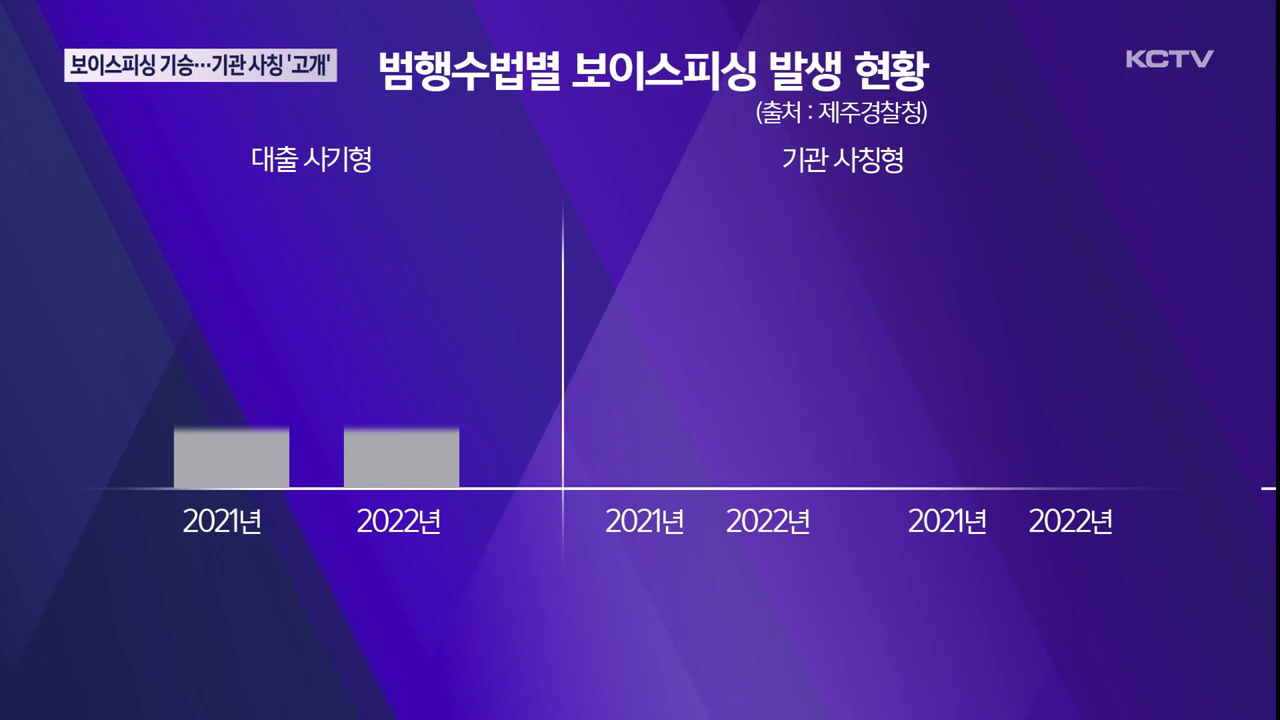 보이스피싱 기승…기관 사칭 '고개'
범행수법별 보이스피싱 발생 현황
KCTV
(출처 : 제주경찰청)
대출 사기형
기관 사칭형
2021년 2022년 2021년 2022년 2021년 2022년